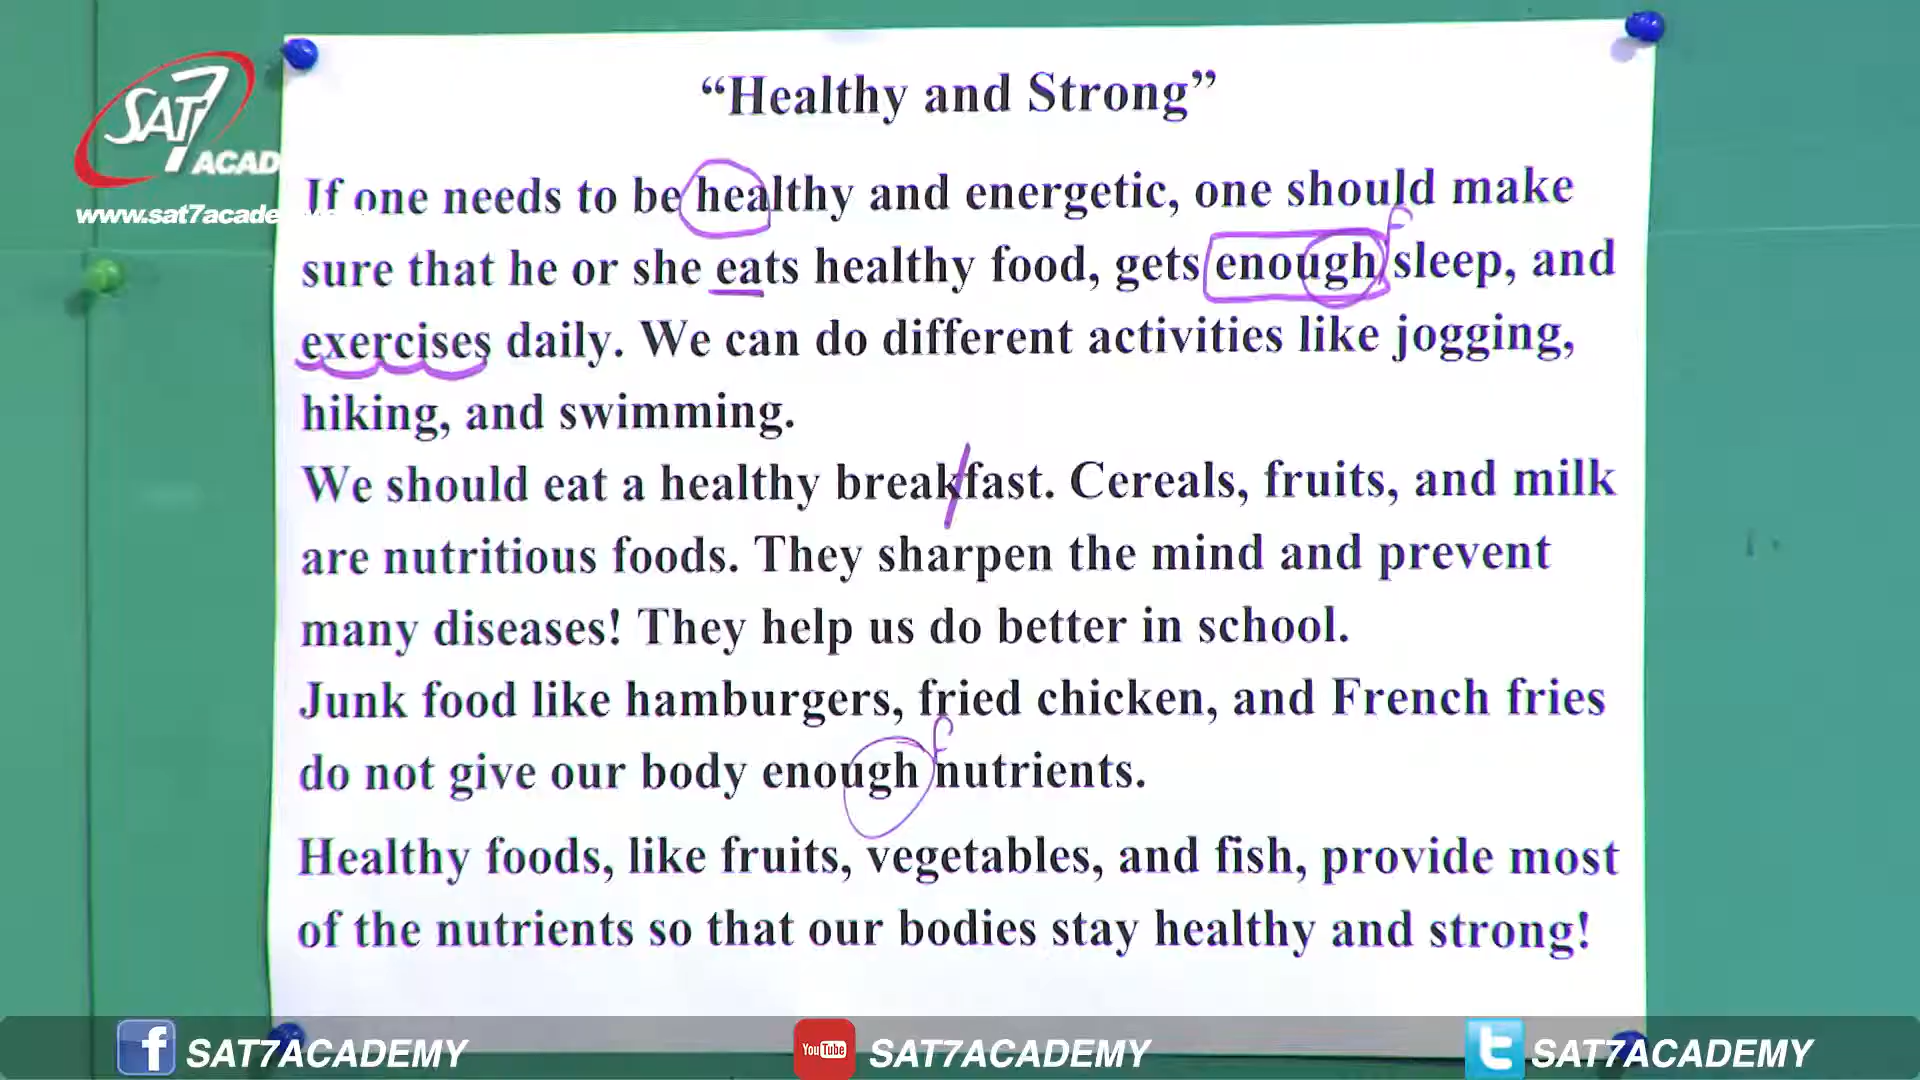 SAT7
ACAD
www.sat7acade
“Healthy and Strong”
If one needs to be healthy and energetic, one should make
f
sure that he or she eats healthy food, gets enough sleep, and
exercises daily. We can do different activities like jogging,
hiking, and swimming.
We should eat a healthy breakfast. Cereals, fruits, and milk
are nutritious foods. They sharpen the mind and prevent
many diseases! They help us do better in school.
Junk food like hamburgers, fried chicken, and French fries
f
do not give our body enough nutrients.
Healthy foods, like fruits, vegetables, and fish, provide most
of the nutrients so that our bodies stay healthy and strong!
f SAT7ACADEMY
YouTube SAT7ACADEMY
t SAT7ACADEMY